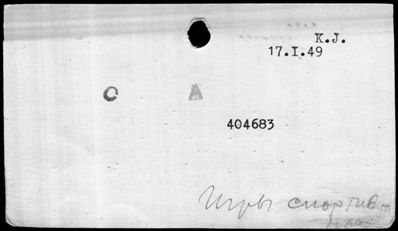 K.J.
17.I.49
O A
404683
Игры спортив-